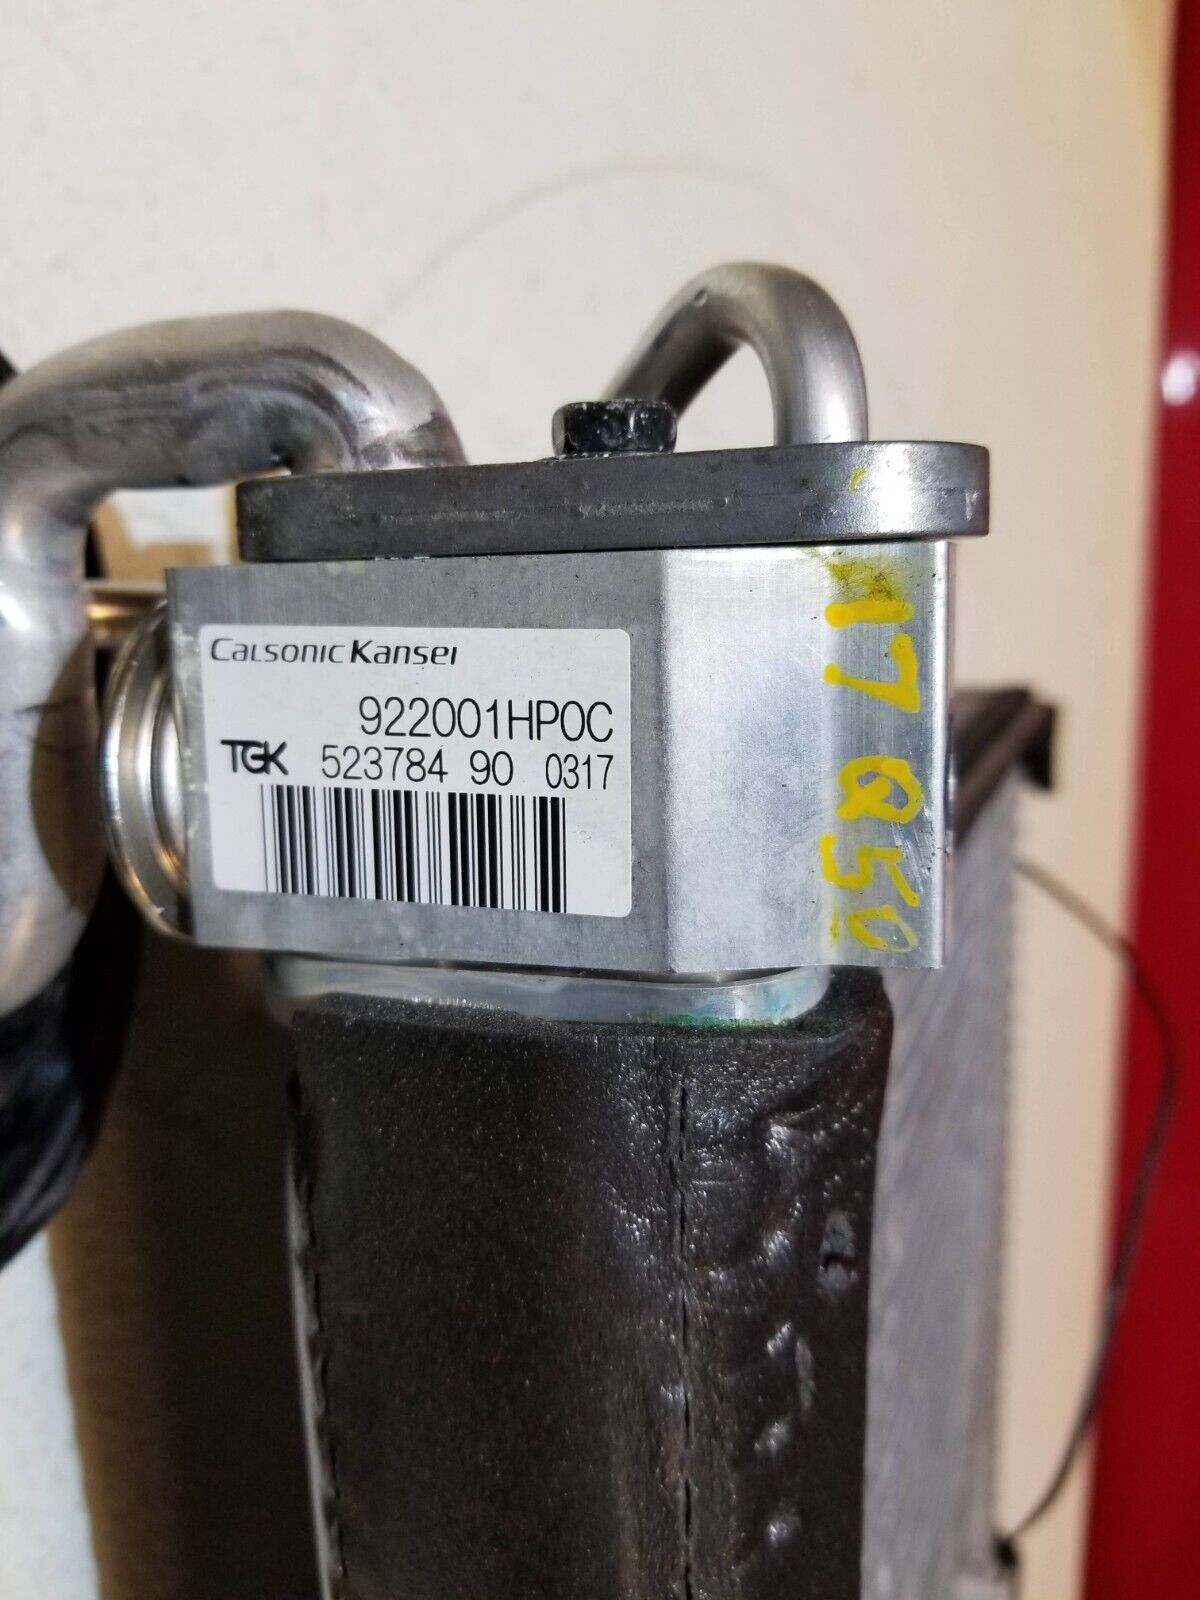 CALSONIC KANSEI
922001HP0C
TGK 523784 90 0317
17 Q50